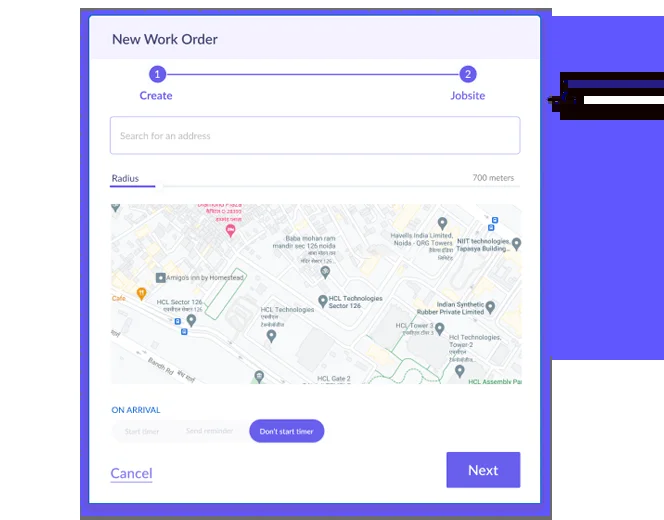 New Work Order
1
2
Create
Jobsite
Search for an address
Radius
700 meters
Diamond Plaza
Havells India Limited,
Noida - QRG Towers
NIIT technologies,
Tapasya Building...
Baba mohan ram
mandir sec 126 noida
Amigos inn by Homestead
Cafe
HCL Sector 126
HCL Technologies
HCL Technologies
Sector 126
Indian Synthetic
Rubber Private Limited
HCL Tower 3
Hcl Technologies,
Tower-2
Bandh Rd
HCL Gate 2
HCL Assembly Pa
ON ARRIVAL
Start timer
Send reminder
Don't start timer
Cancel
Next